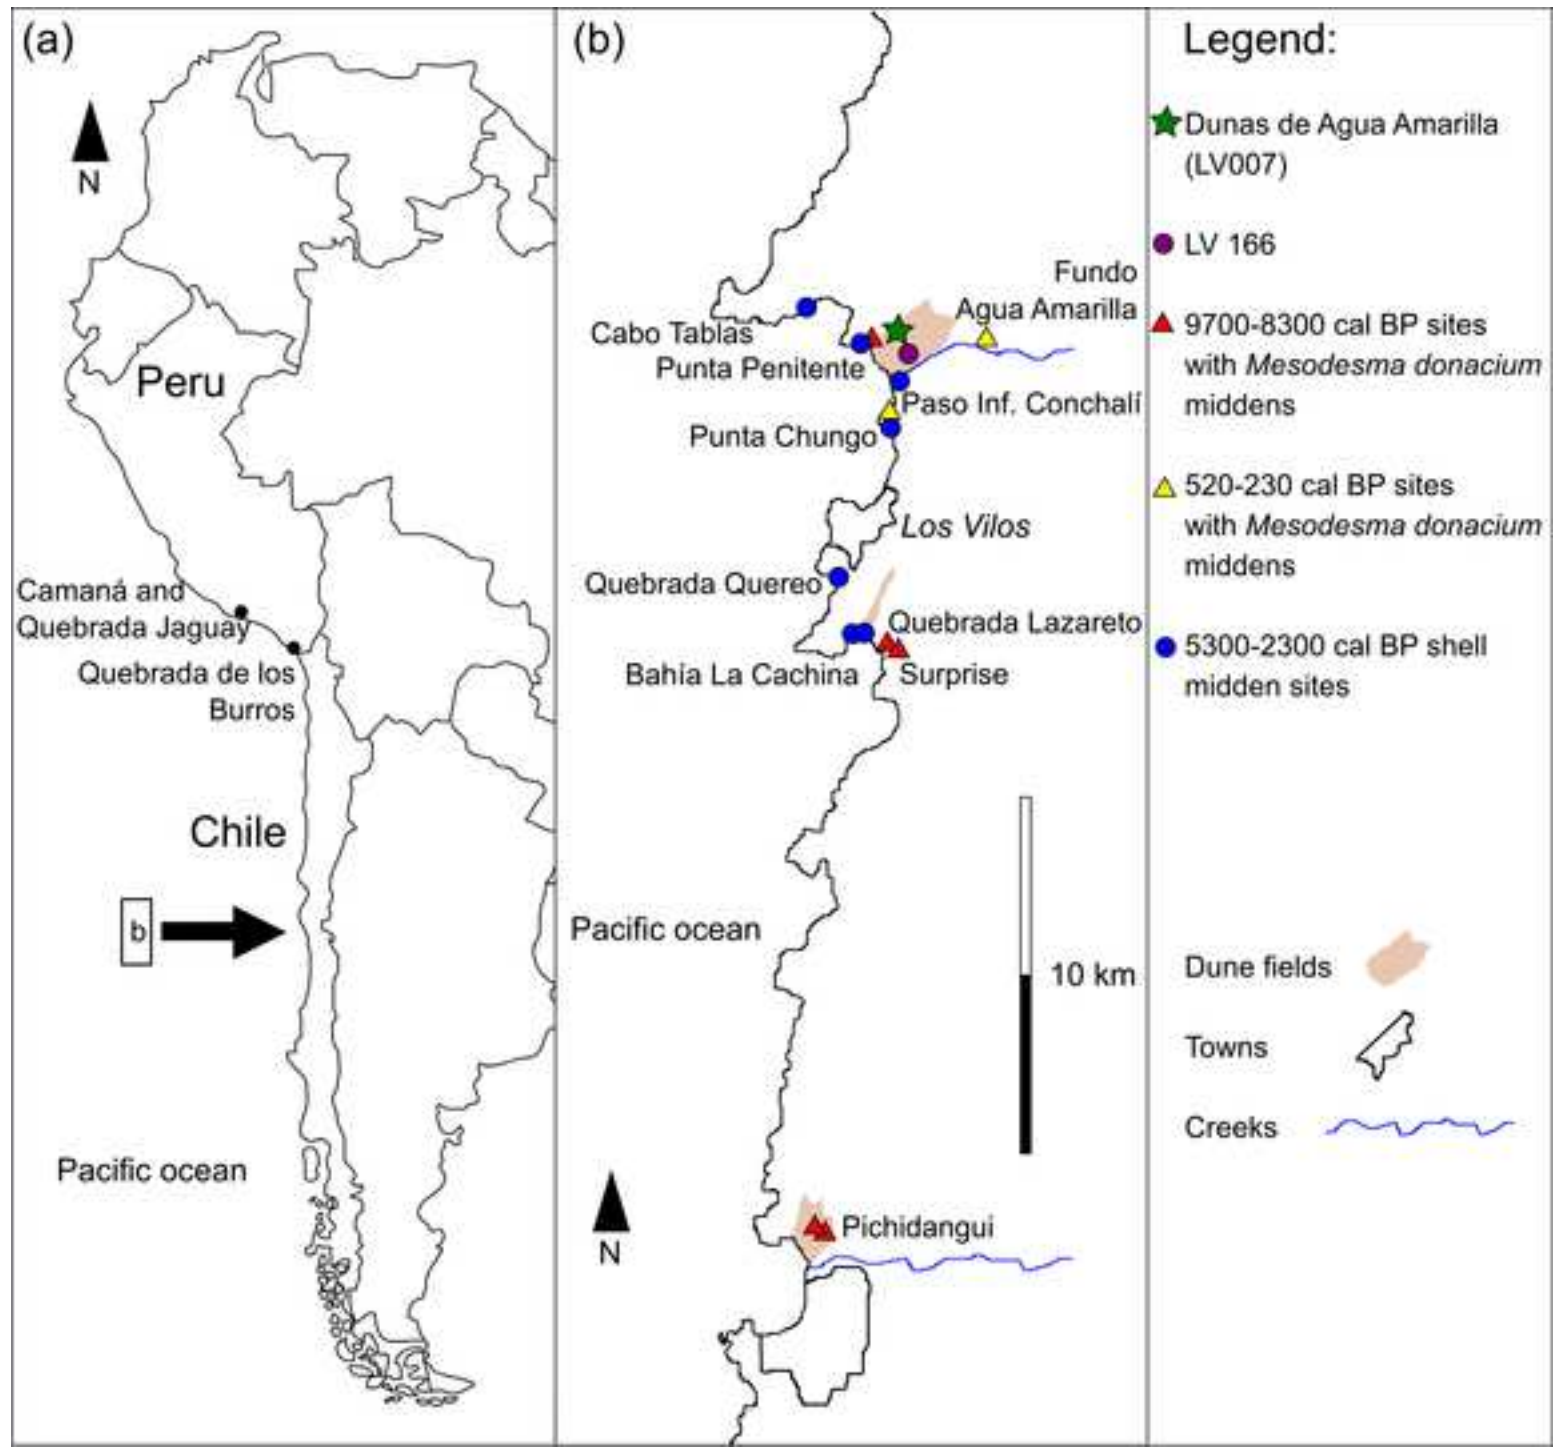 (a)
N
Peru
Camaná and
Quebrada Jaguay
Quebrada de los
Burros
Chile
b
Pacific ocean
(b)
Fundo
Agua Amarilla
Cabo Tablas
Punta Penitente
Paso Inf. Conchalí
Punta Chungo
Los Vilos
Quebrada Quereo
Quebrada Lazareto
Bahía La Cachina
Surprise
Pacific ocean
10 km
N
Pichidangui
Legend:
Dunas de Agua Amarilla
(LV007)
LV 166
9700-8300 cal BP sites
with Mesodesma donacium
middens
520-230 cal BP sites
with Mesodesma donacium
middens
5300-2300 cal BP shell
midden sites
Dune fields
Towns
Creeks